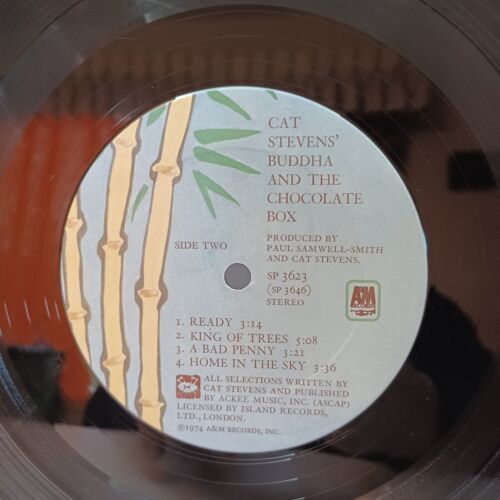 CAT
STEVENS'
BUDDHA
AND THE
CHOCOLATE
BOX
PRODUCED BY
PAUL SAMWELL-SMITH
AND CAT STEVENS.
SIDE TWO
SP 3623
(SP 3646)
STEREO
A&M
RECORDS
1. READY 3:14
2. KING OF TREES 5:08
3. A BAD PENNY 3:21
4. HOME IN THE SKY 3:36
ALL SELECTIONS WRITTEN BY
CAT STEVENS AND PUBLISHED
BY ACKEE MUSIC, INC. (ASCAP)
LICENSED BY ISLAND RECORDS,
LTD., LONDON.
℗1974 A&M RECORDS, INC.